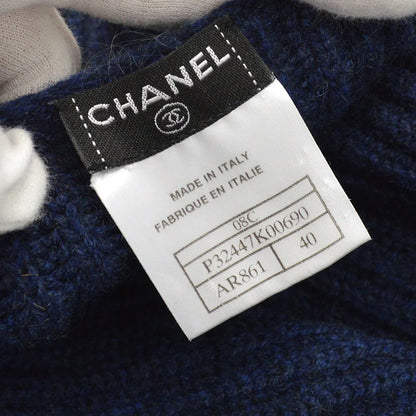 CHANEL
MADE IN ITALY
FABRIQUE EN ITALIE
08C
P32447K00690
AR861 40